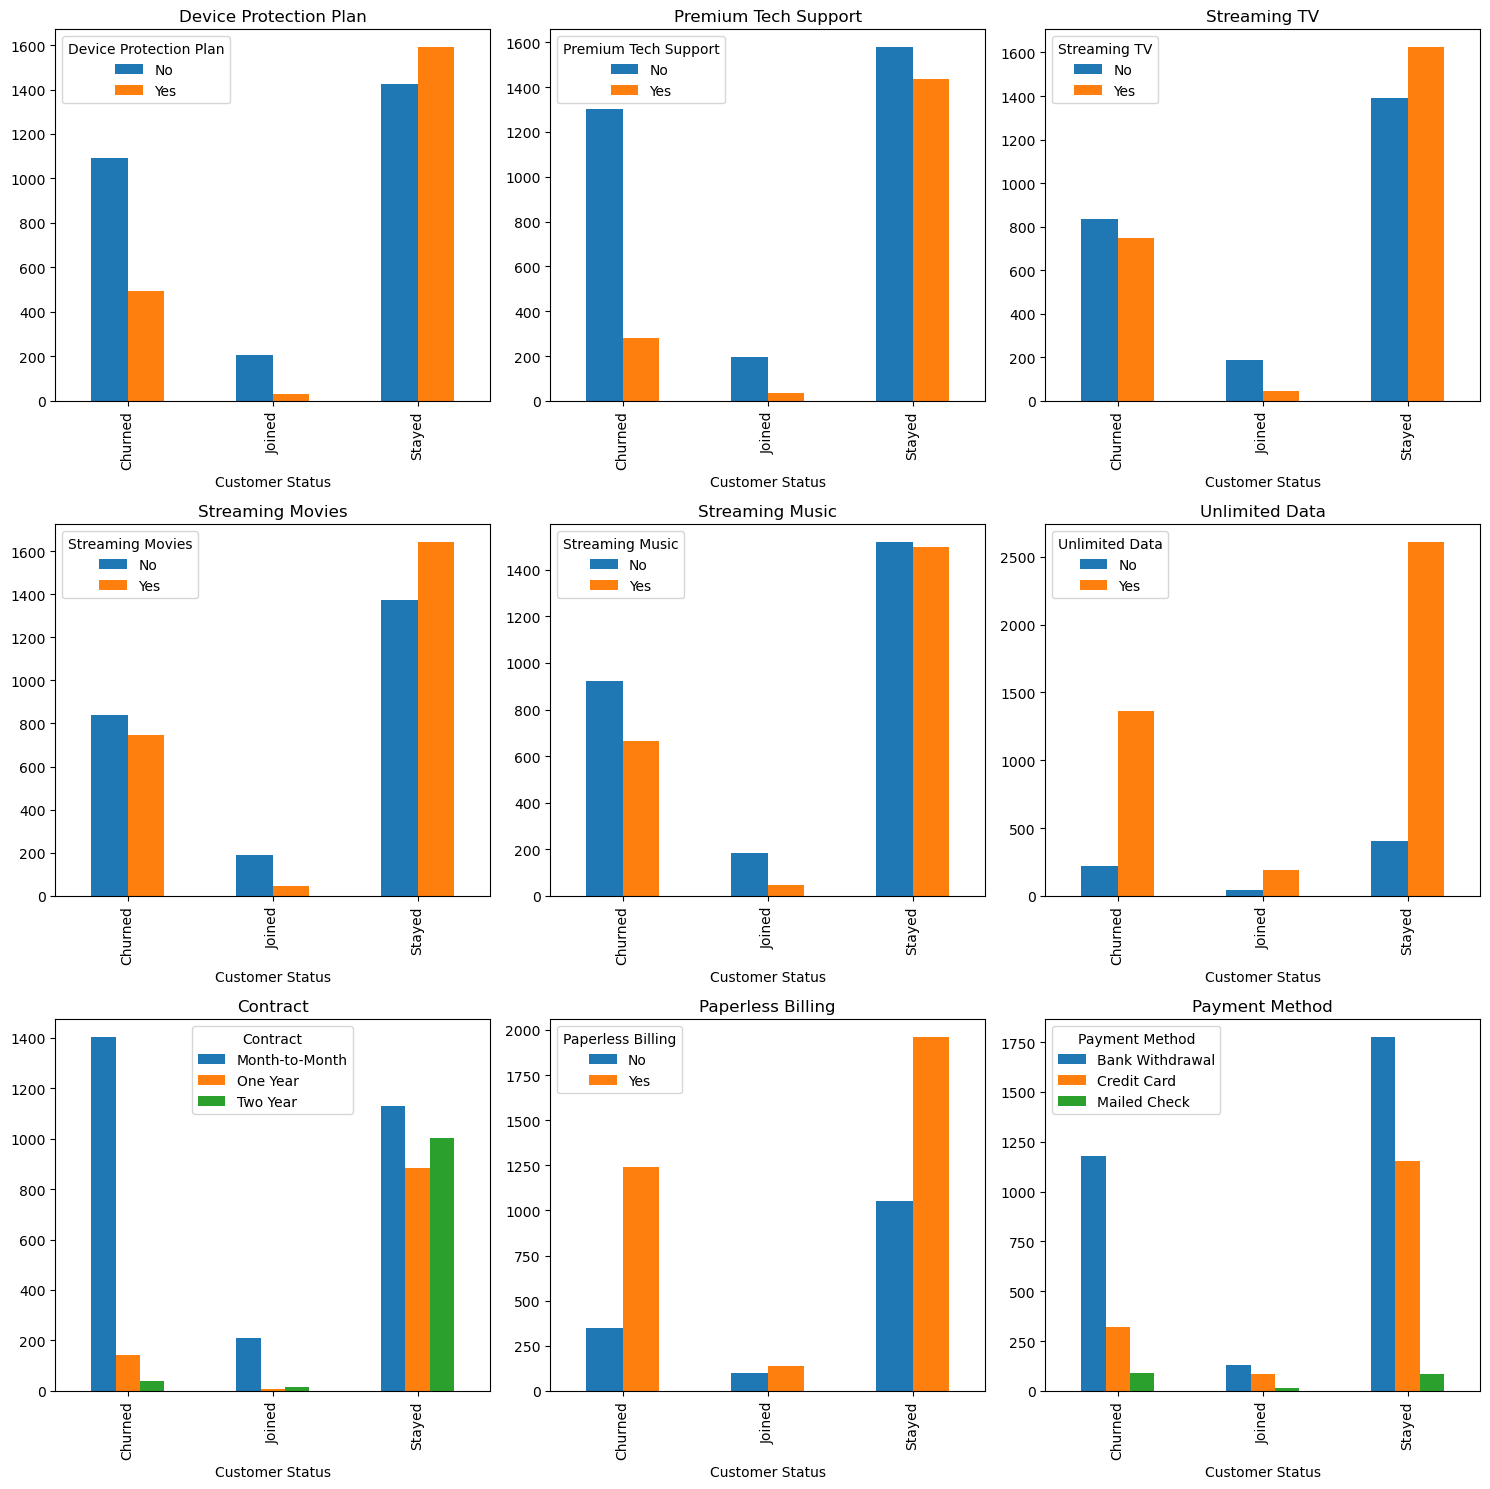 Device Protection Plan
Device Protection Plan
No
Yes
1600
1400
1200
1000
800
600
400
200
0
Churned
Joined
Stayed
Customer Status
Premium Tech Support
Premium Tech Support
No
Yes
1600
1400
1200
1000
800
600
400
200
0
Churned
Joined
Stayed
Customer Status
Streaming TV
Streaming TV
No
Yes
1600
1400
1200
1000
800
600
400
200
0
Churned
Joined
Stayed
Customer Status
Streaming Movies
Streaming Movies
No
Yes
1600
1400
1200
1000
800
600
400
200
0
Churned
Joined
Stayed
Customer Status
Streaming Music
Streaming Music
No
Yes
1400
1200
1000
800
600
400
200
0
Churned
Joined
Stayed
Customer Status
Unlimited Data
Unlimited Data
No
Yes
2500
2000
1500
1000
500
0
Churned
Joined
Stayed
Customer Status
Contract
Contract
Month-to-Month
One Year
Two Year
1400
1200
1000
800
600
400
200
0
Churned
Joined
Stayed
Customer Status
Paperless Billing
Paperless Billing
No
Yes
2000
1750
1500
1250
1000
750
500
250
0
Churned
Joined
Stayed
Customer Status
Payment Method
Payment Method
Bank Withdrawal
Credit Card
Mailed Check
1750
1500
1250
1000
750
500
250
0
Churned
Joined
Stayed
Customer Status